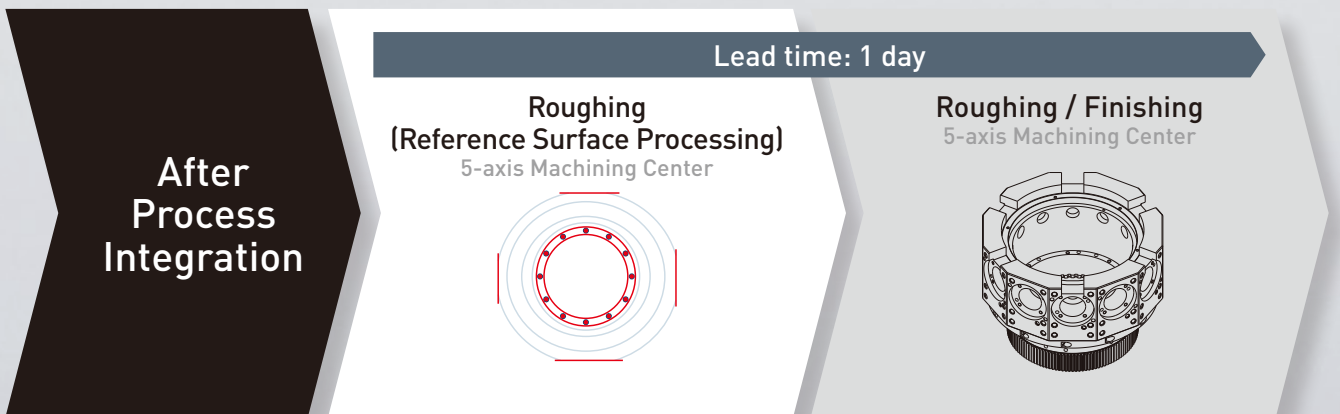 After
Process
Integration
Lead time: 1 day
Roughing
(Reference Surface Processing)
5-axis Machining Center
Roughing / Finishing
5-axis Machining Center